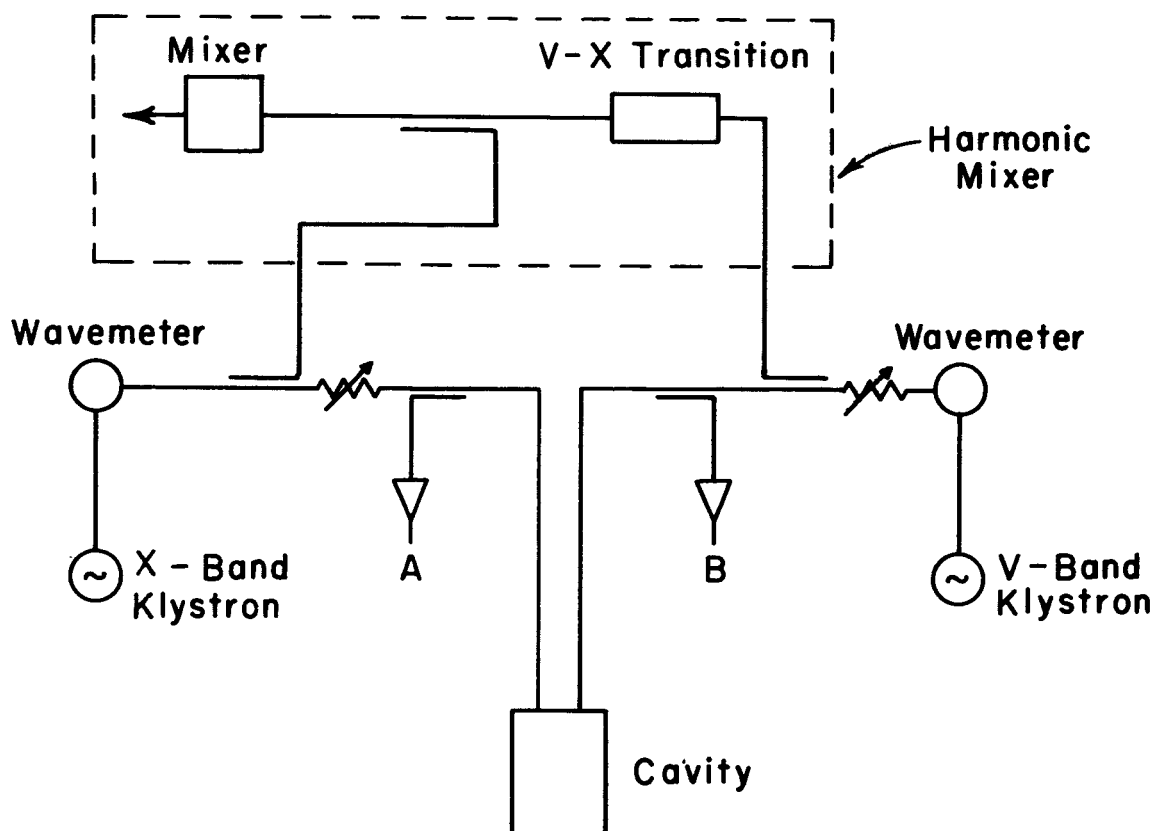 Mixer
V-X Transition
Harmonic
Mixer
Wavemeter
Wavemeter
A
B
X-Band
Klystron
V-Band
Klystron
Cavity